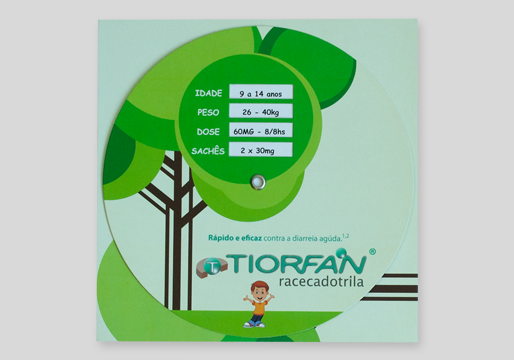 IDADE 9 a 14 anos
PESO 26 - 40kg
DOSE 60MG - 8/8hs
SACHÊS 2 x 30mg
Rápido e eficaz contra a diarreia agúda.1,2
T TIORFAN®
racecadotrila